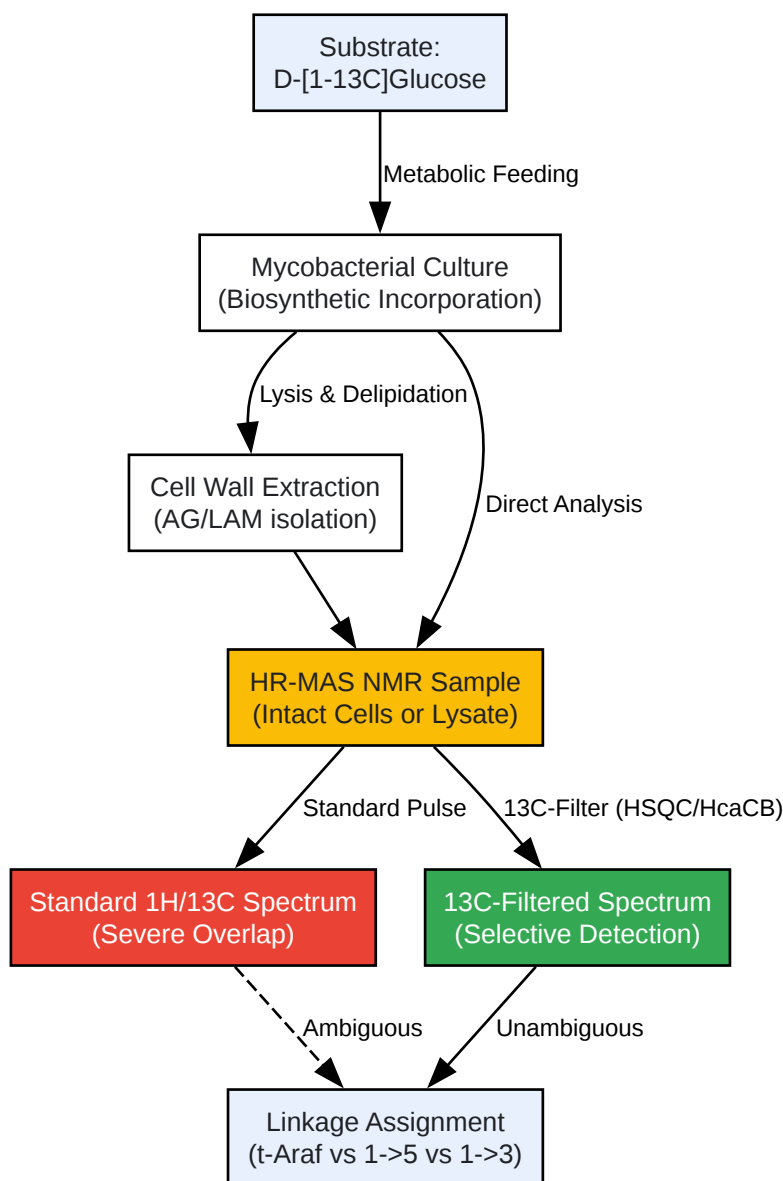 Substrate:
D-[1-13C]Glucose
Metabolic Feeding
Mycobacterial Culture
(Biosynthetic Incorporation)
Lysis & Delipidation
Cell Wall Extraction
(AG/LAM isolation)
Direct Analysis
HR-MAS NMR Sample
(Intact Cells or Lysate)
Standard Pulse
13C-Filter (HSQC/HcaCB)
Standard 1H/13C Spectrum
(Severe Overlap)
13C-Filtered Spectrum
(Selective Detection)
Ambiguous
Unambiguous
Linkage Assignment
(t-Araf vs 1->5 vs 1->3)